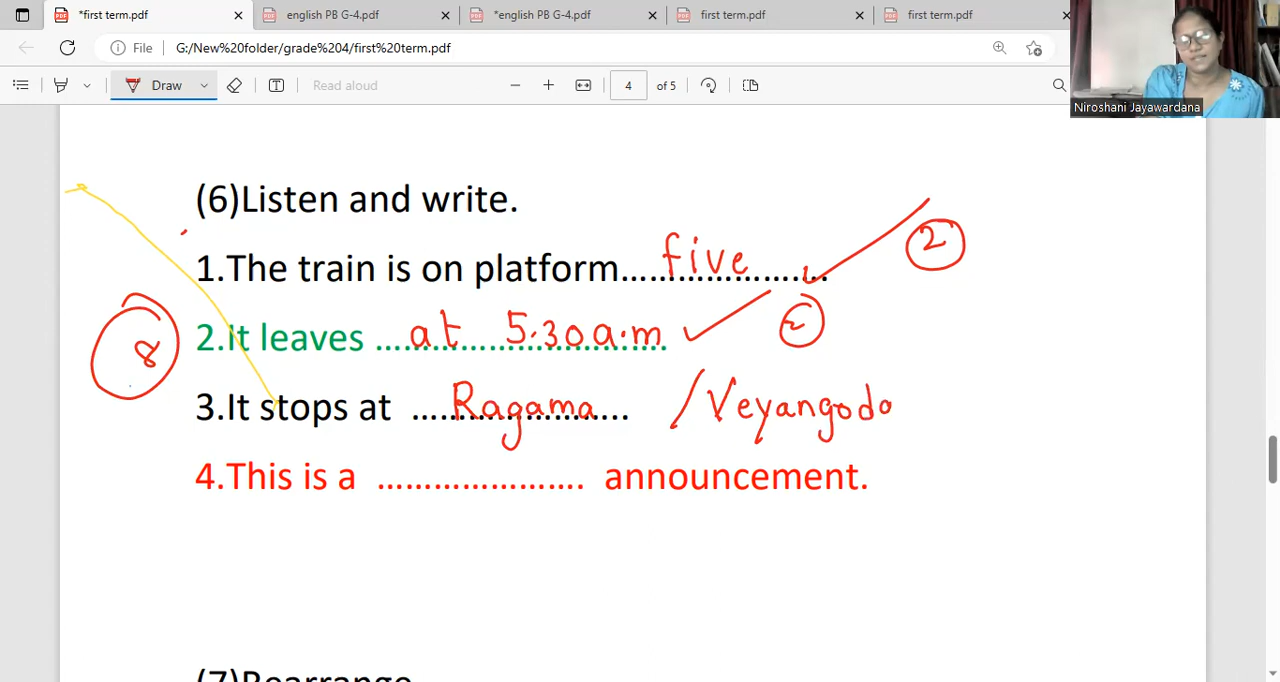 *first term.pdf
english PB G-4.pdf
*english PB G-4.pdf
first term.pdf
first term.pdf
File G:/New%20folder/grade%204/first%20term.pdf
Draw
Read aloud
4 of 5
Niroshani Jayawardana
(6)Listen and write.
1.The train is on platform.....five..... 2
2.It leaves .....at 5.30 a.m..... 2
8
3.It stops at .....Ragama..... /Veyangoda
4.This is a ..................... announcement.
(7)Rearrange